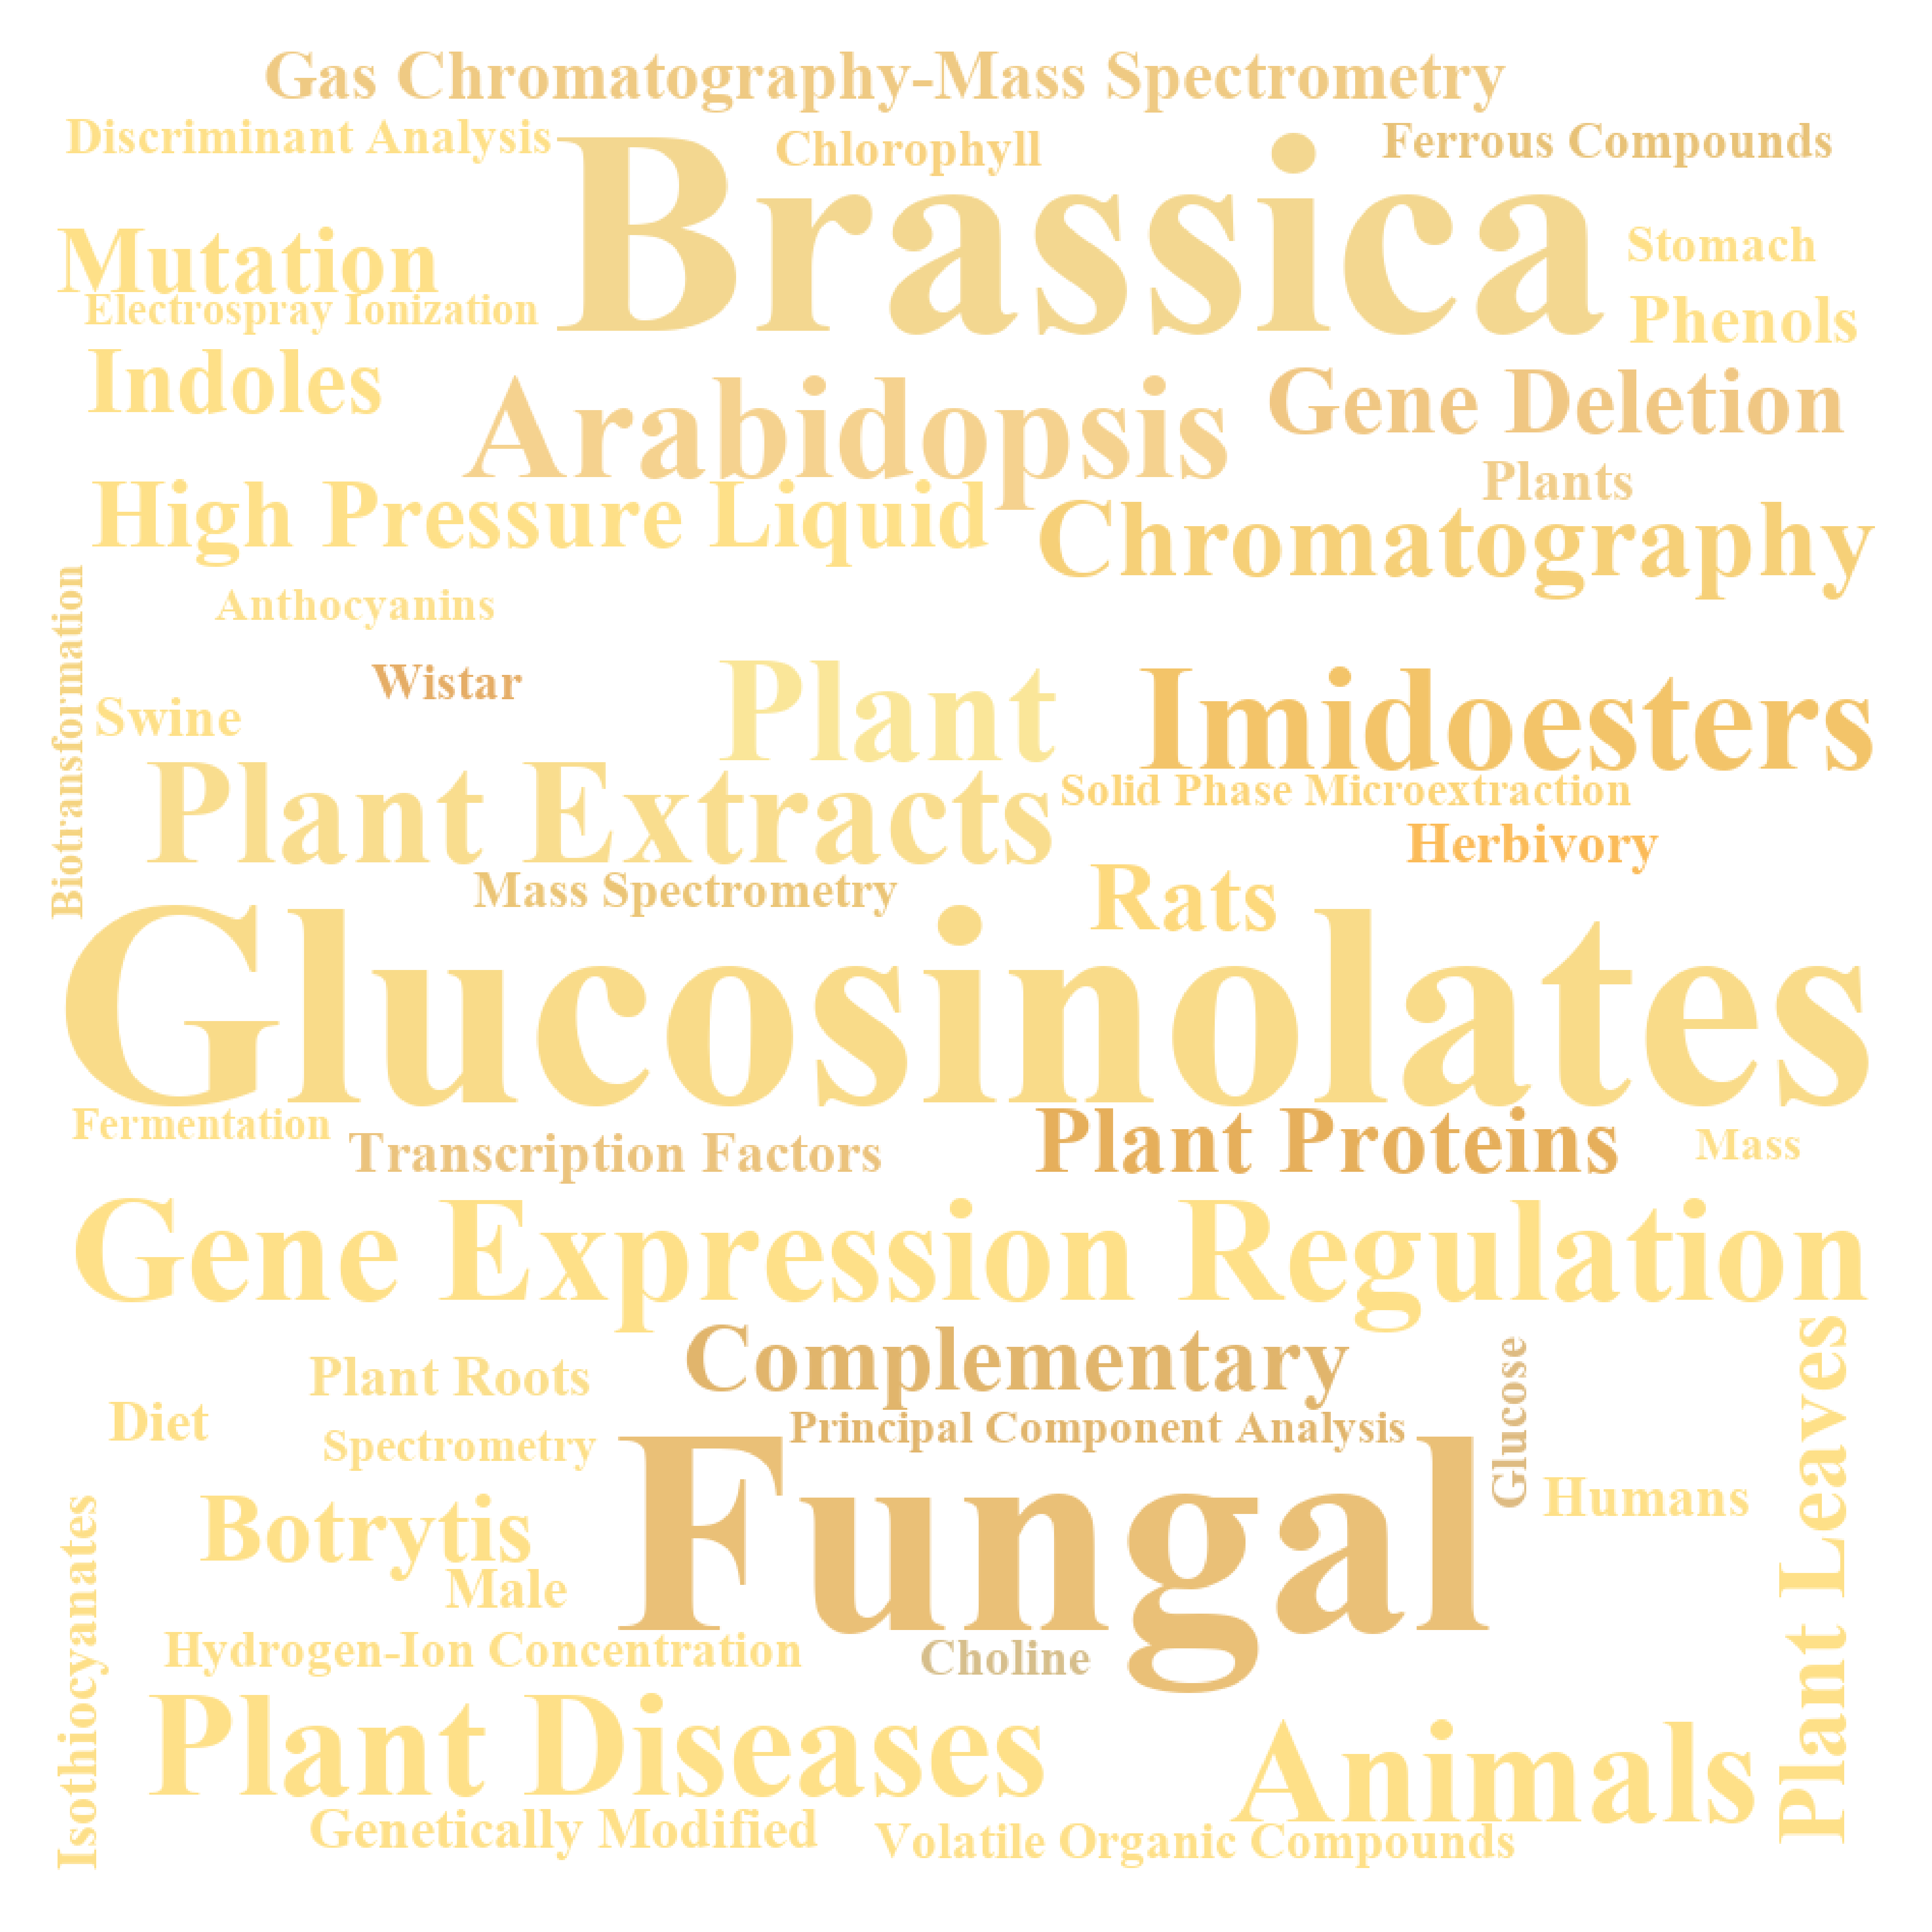 Gas Chromatography-Mass Spectrometry
Discriminant Analysis
Chlorophyll
Ferrous Compounds
Brassica
Mutation
Stomach
Electrospray Ionization
Phenols
Indoles
Arabidopsis
Gene Deletion
Plants
High Pressure Liquid
Chromatography
Anthocyanins
Biotransformation
Wistar
Swine
Plant
Imidoesters
Plant Extracts
Solid Phase Microextraction
Herbivory
Mass Spectrometry
Rats
Glucosinolates
Fermentation
Transcription Factors
Plant Proteins
Mass
Gene Expression Regulation
Complementary
Plant Roots
Diet
Principal Component Analysis
Glucose
Spectrometry
Plant Leaves
Botrytis
Fungal
Humans
Male
Isothiocyanates
Hydrogen-Ion Concentration
Choline
Plant Diseases
Animals
Genetically Modified
Volatile Organic Compounds